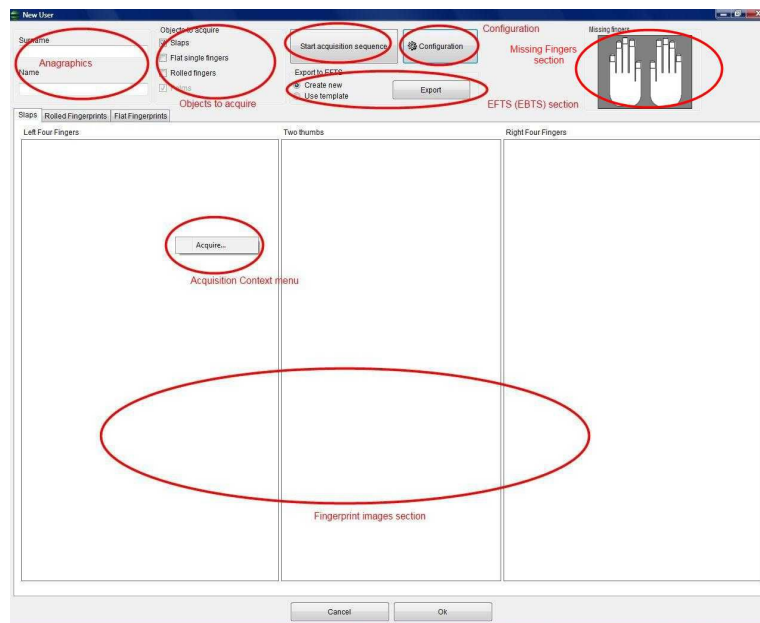 New User
Surname
Anagraphics
Name
Objects to acquire
Slaps
Flat single fingers
Rolled fingers
Objects to acquire
Start acquisition sequence
Configuration
Configuration
Export to EFTS
Create new
Use template
Export
EFTS (EBTS) section
Missing fingers
Missing Fingers
section
Slaps Rolled Fingerprints Flat Fingerprints
Left Four Fingers
Two thumbs
Right Four Fingers
Acquire...
Acquisition Context menu
Fingerprint images section
Cancel
Ok